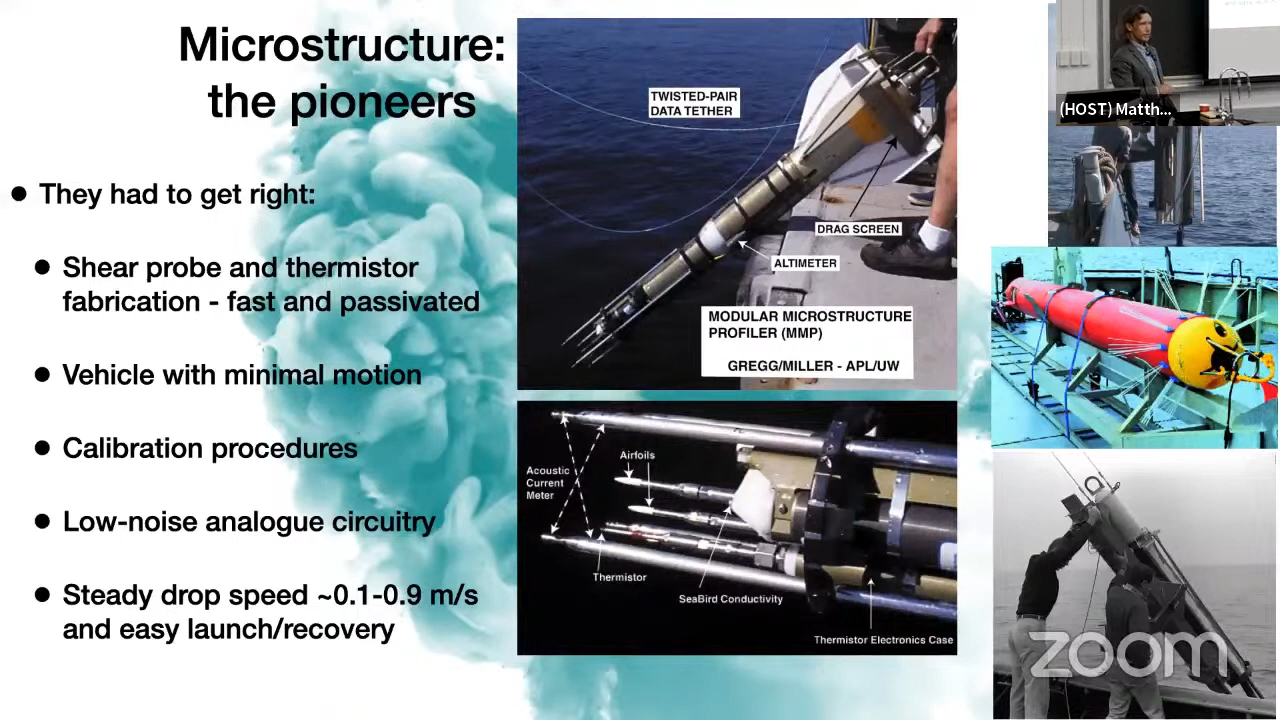 Microstructure:
the pioneers
● They had to get right:
● Shear probe and thermistor
fabrication - fast and passivated
● Vehicle with minimal motion
● Calibration procedures
● Low-noise analogue circuitry
● Steady drop speed ~0.1-0.9 m/s
and easy launch/recovery
TWISTED-PAIR
DATA TETHER
DRAG SCREEN
ALTIMETER
MODULAR MICROSTRUCTURE
PROFILER (MMP)
GREGG/MILLER - APL/UW
Acoustic
Current
Meter
Airfoils
Thermistor
SeaBird Conductivity
Thermistor Electronics Case
(HOST) Matth...
zoom